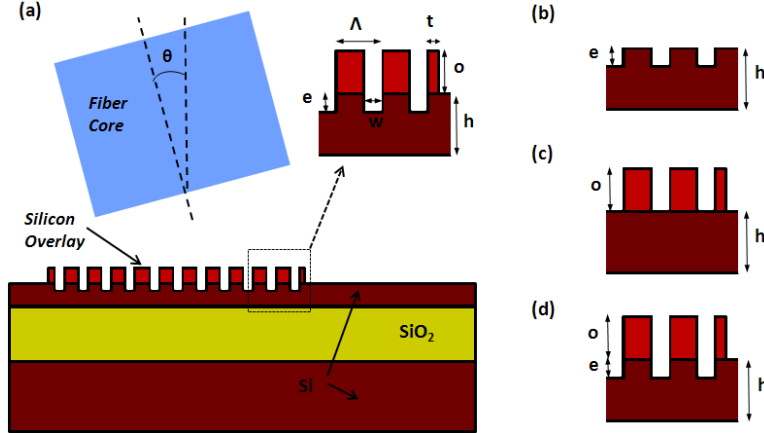 (a)
θ
Fiber
Core
Silicon
Overlay
SiO2
Si
Λ
t
o
e
w
h
(b)
e
h
(c)
o
h
(d)
o
e
h